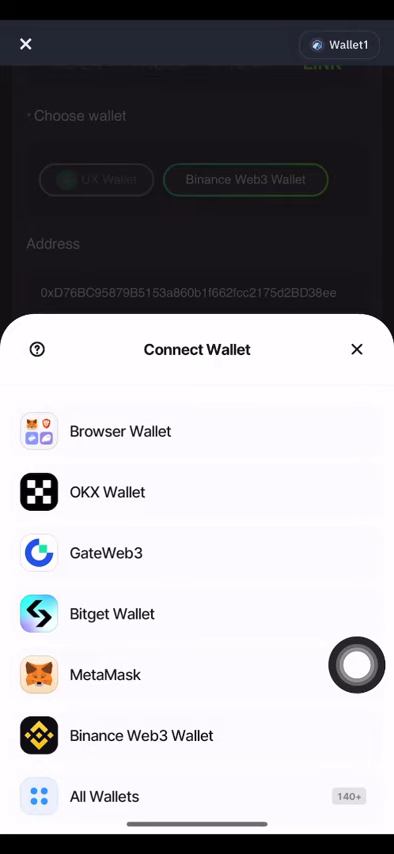 Wallet1
LINK
* Choose wallet
UX Wallet
Binance Web3 Wallet
Address
0xD76BC95879B5153a860b1f662fcc2175d2BD38ee
Connect Wallet
Browser Wallet
OKX Wallet
GateWeb3
Bitget Wallet
MetaMask
Binance Web3 Wallet
All Wallets
140+